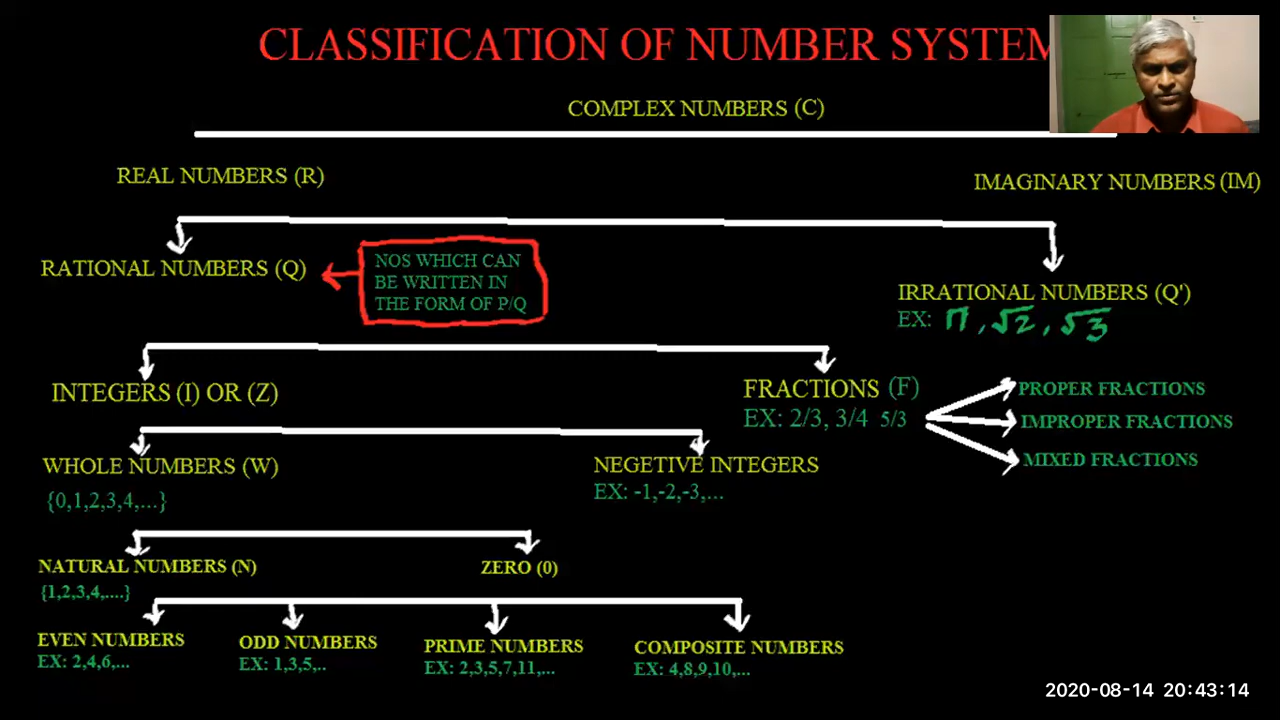 CLASSIFICATION OF NUMBER SYSTEM
COMPLEX NUMBERS (C)
REAL NUMBERS (R)
IMAGINARY NUMBERS (IM)
RATIONAL NUMBERS (Q)
NOS WHICH CAN
BE WRITTEN IN
THE FORM OF P/Q
IRRATIONAL NUMBERS (Q')
EX: π, √2, √3
INTEGERS (I) OR (Z)
FRACTIONS (F)
EX: 2/3, 3/4 5/3
PROPER FRACTIONS
IMPROPER FRACTIONS
MIXED FRACTIONS
WHOLE NUMBERS (W)
{0,1,2,3,4,...}
NEGETIVE INTEGERS
EX: -1,-2,-3,...
NATURAL NUMBERS (N)
{1,2,3,4,....}
ZERO (0)
EVEN NUMBERS
EX: 2,4,6,...
ODD NUMBERS
EX: 1,3,5,..
PRIME NUMBERS
EX: 2,3,5,7,11,...
COMPOSITE NUMBERS
EX: 4,8,9,10,...
2020-08-14 20:43:14